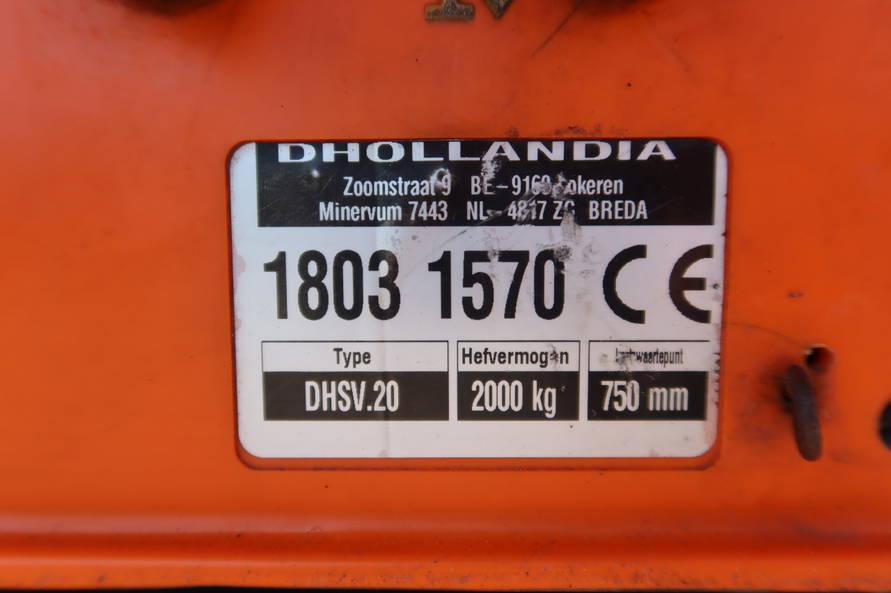 DHOLLANDIA
Zoomstraat 9 BE-9160 Lokeren
Minervum 7443 NL-4817 ZG BREDA
1803 1570 CE
Type Hefvermogen
DHSV.20 2000 kg 750 mm